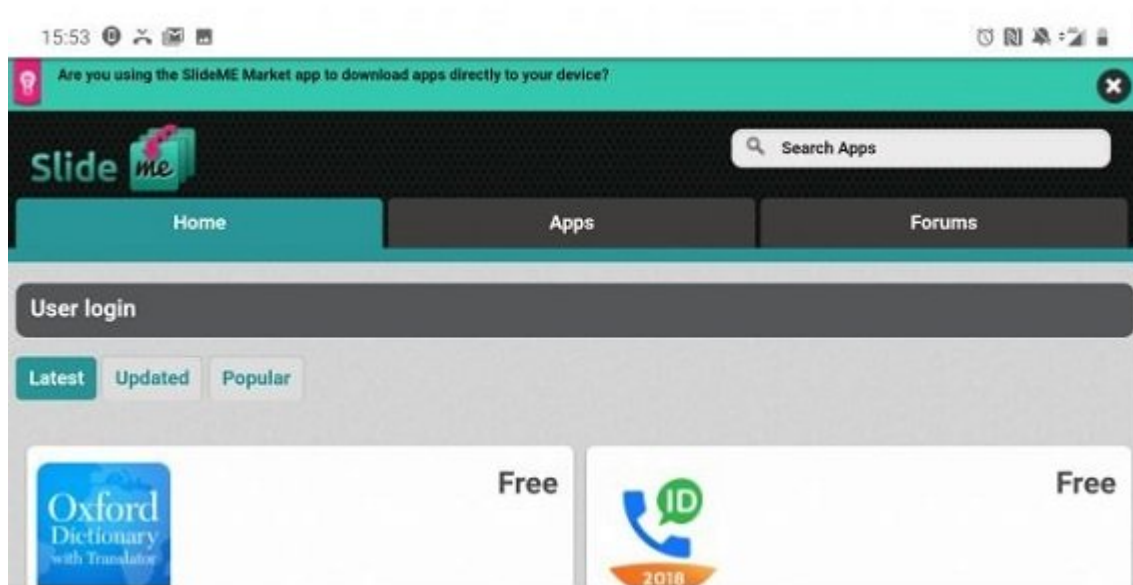 15:53
Are you using the SlideME Market app to download apps directly to your device?
Slide me
Search Apps
Home Apps Forums
User login
Latest Updated Popular
Free Free
Oxford
Dictionary
with Translator
ID
2018